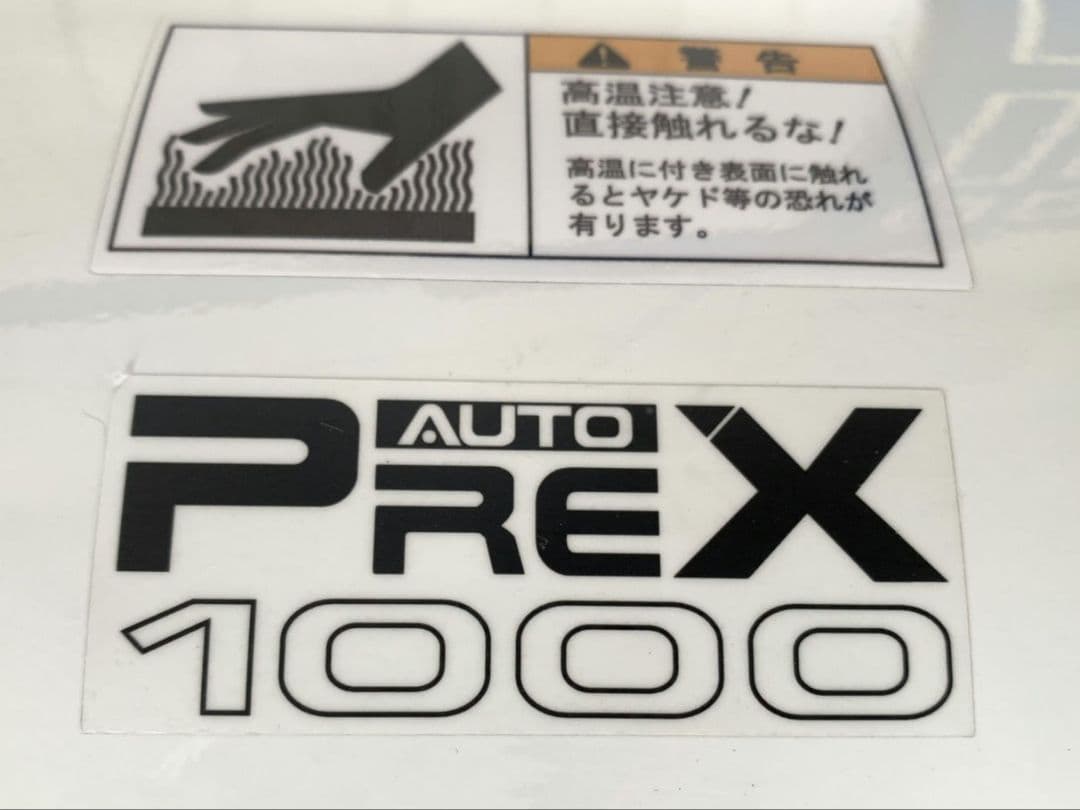 警告
高温注意!
直接触れるな!
高温に付き表面に触れ
るとヤケド等の恐れが
有ります。
AUTO
PREX
1000